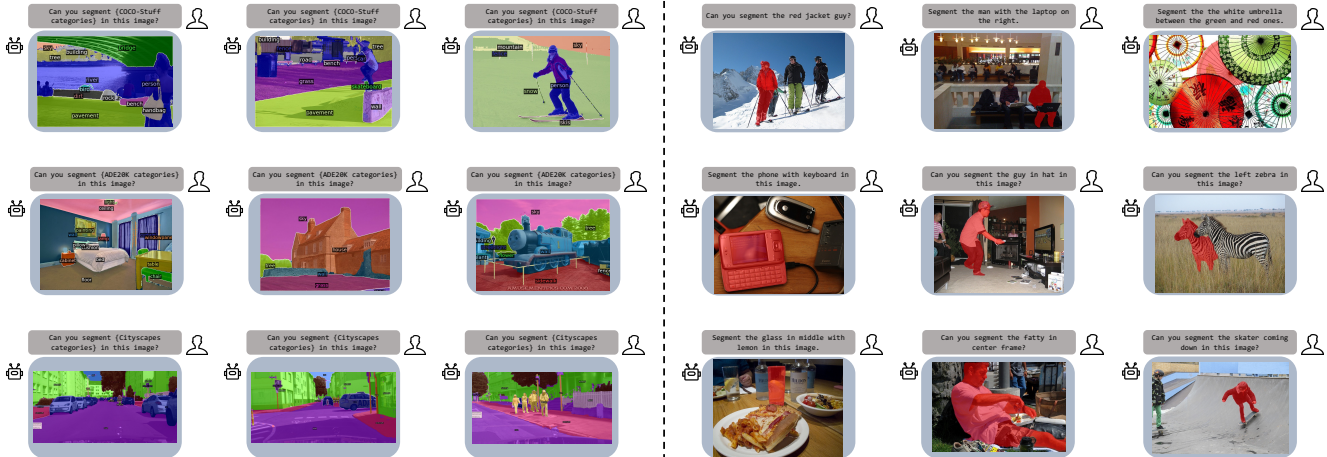 Can you segment {COCO-Stuff
categories} in this image?
Can you segment {COCO-Stuff
categories} in this image?
Can you segment {COCO-Stuff
categories} in this image?
Can you segment the red jacket guy?
Segment the man with the laptop on
the right.
Segment the the white umbrella
between the green and red ones.
sky
bridge
building
tree
river
person
rock
bench
handbag
pavement
building
tree
road
bench
grass
skateboard
wall
pavement
mountain
sky
snow
person
skis
Can you segment {ADE20K categories}
in this image?
Can you segment {ADE20K categories}
in this image?
Can you segment {ADE20K categories}
in this image?
Segment the phone with keyboard in
this image.
Can you segment the guy in hat in
this image?
Can you segment the left zebra in
this image?
cabinet
bed
floor
sky
house
tree
grass
sky
tree
Can you segment {Cityscapes
categories} in this image?
Can you segment {Cityscapes
categories} in this image?
Can you segment {Cityscapes
categories} in this image?
Segment the glass in middle with
lemon in this image.
Can you segment the fatty in
center frame?
Can you segment the skater coming
down in this image?